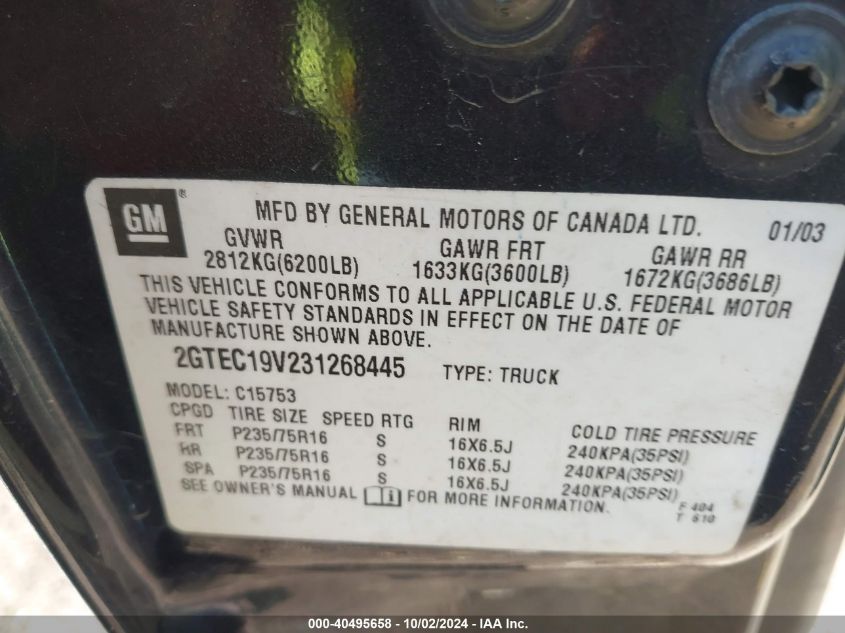 GM ®
MFD BY GENERAL MOTORS OF CANADA LTD. 01/03
GVWR GAWR FRT GAWR RR
2812KG(6200LB) 1633KG(3600LB) 1672KG(3686LB)
THIS VEHICLE CONFORMS TO ALL APPLICABLE U.S. FEDERAL MOTOR
VEHICLE SAFETY STANDARDS IN EFFECT ON THE DATE OF
MANUFACTURE SHOWN ABOVE.
2GTEC19V231268445 TYPE: TRUCK
MODEL: C15753
CPGD TIRE SIZE SPEED RTG RIM COLD TIRE PRESSURE
FRT P235/75R16 S 16X6.5J 240KPA(35PSI)
RR P235/75R16 S 16X6.5J 240KPA(35PSI)
SPA P235/75R16 S 16X6.5J 240KPA(35PSI)
SEE OWNER'S MANUAL FOR MORE INFORMATION.
F 404
T 610
000-40495658 - 10/02/2024 - IAA Inc.